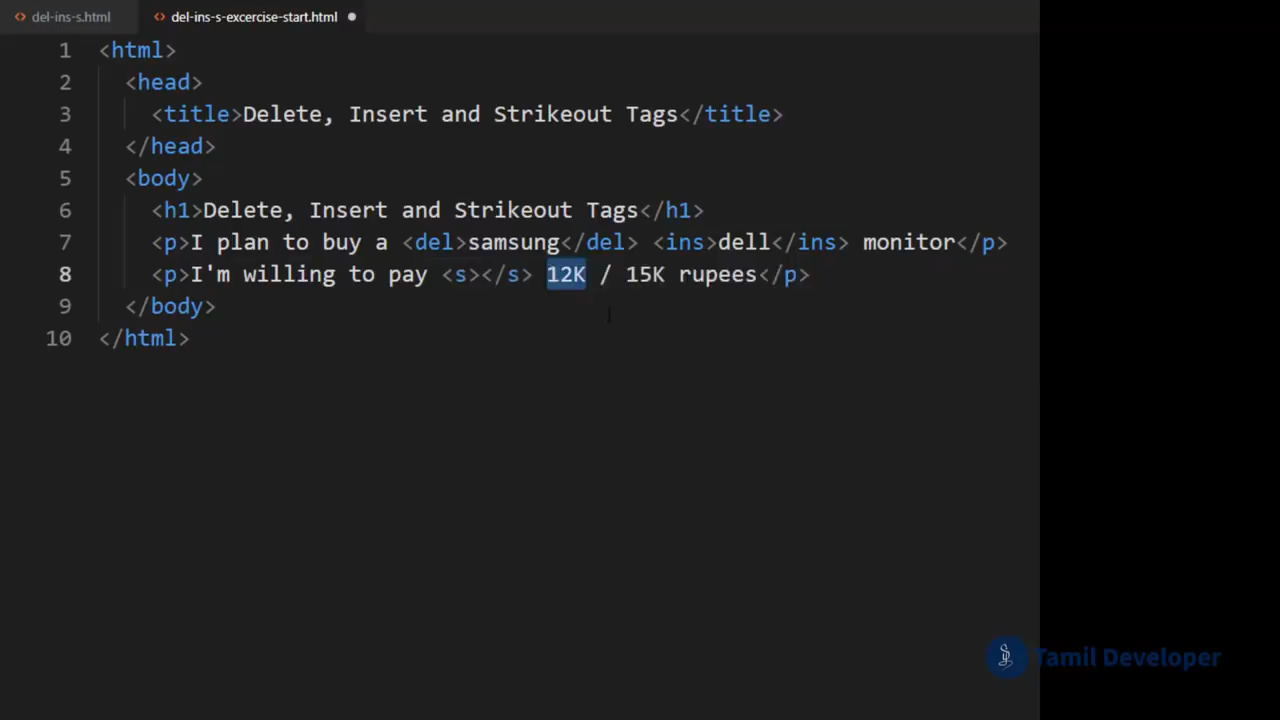 del-ins-s.html
del-ins-s-excercise-start.html
1 <html>
2 <head>
3 <title>Delete, Insert and Strikeout Tags</title>
4 </head>
5 <body>
6 <h1>Delete, Insert and Strikeout Tags</h1>
7 <p>I plan to buy a <del>samsung</del> <ins>dell</ins> monitor</p>
8 <p>I'm willing to pay <s></s> 12K / 15K rupees</p>
9 </body>
10 </html>
Tamil Developer